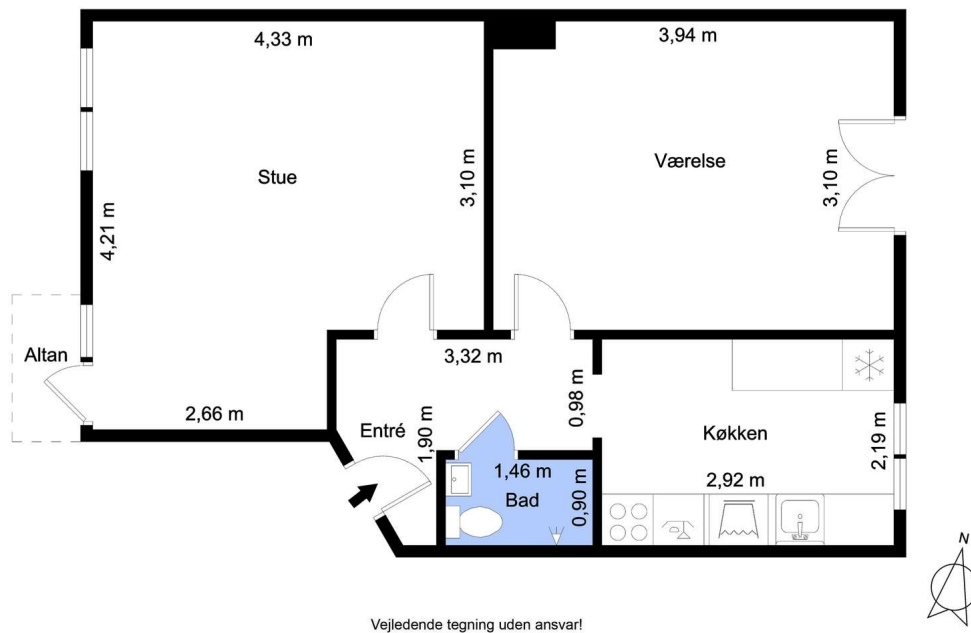 4,33 m
3,94 m
Stue
3,10 m
Værelse
3,10 m
4,21 m
Altan
3,32 m
2,66 m
Entré
1,90 m
0,98 m
Køkken
2,19 m
1,46 m
Bad
0,90 m
2,92 m
N
Vejledende tegning uden ansvar!